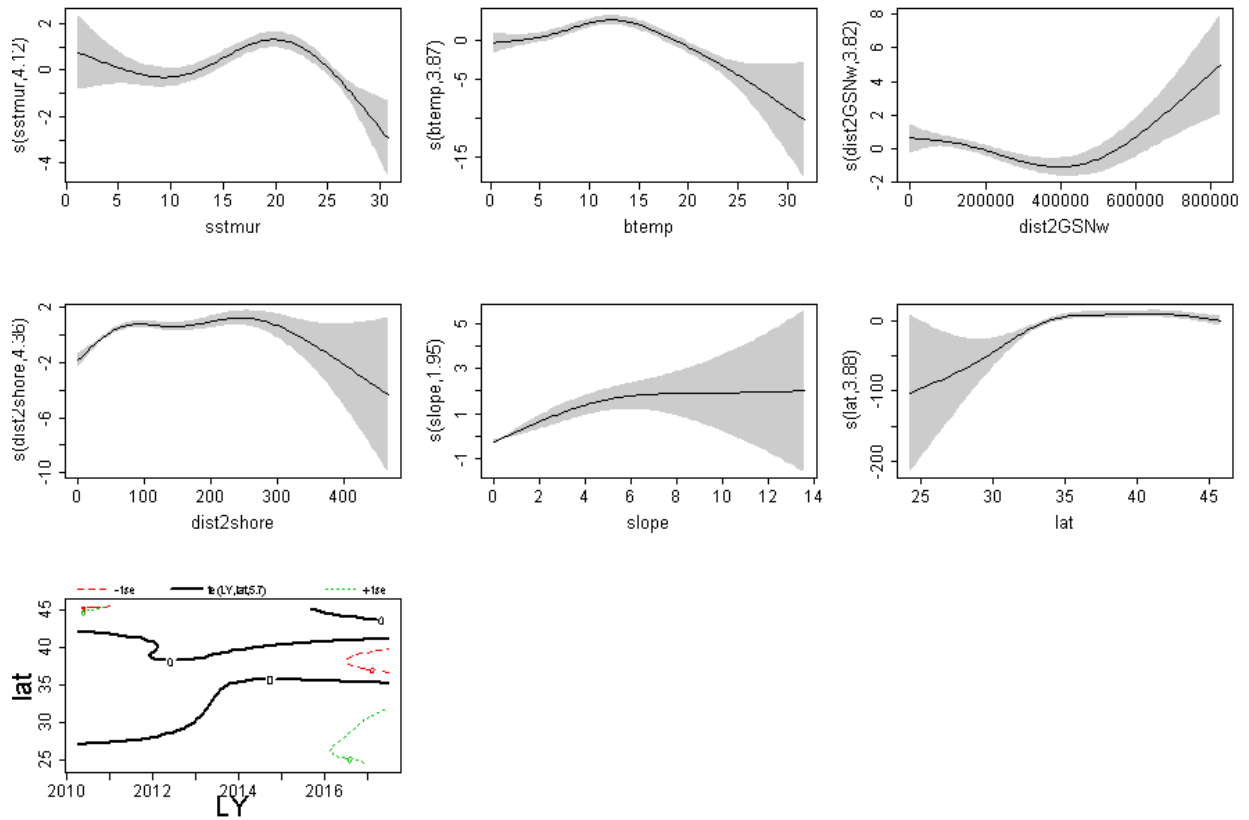 s(sstmur,4.12)
-4 -2 0 2
0 5 10 15 20 25 30
sstmur
s(btemp,3.87)
-15 -5 0
0 5 10 15 20 25 30
btemp
s(dist2GSNw,3.82)
-2 0 2 4 6 8
0 200000 400000 600000 800000
dist2GSNw
s(dist2shore,4.36)
-10 -6 -2 2
0 100 200 300 400
dist2shore
s(slope,1.95)
-1 1 3 5
0 2 4 6 8 10 12 14
slope
s(lat,3.88)
-200 -100 0
25 30 35 40 45
lat
-1se te(LY,lat,5.7) +1se
lat
25 30 35 40 45
0
0
0
0
0
0
0
2010 2012 2014 2016
LY